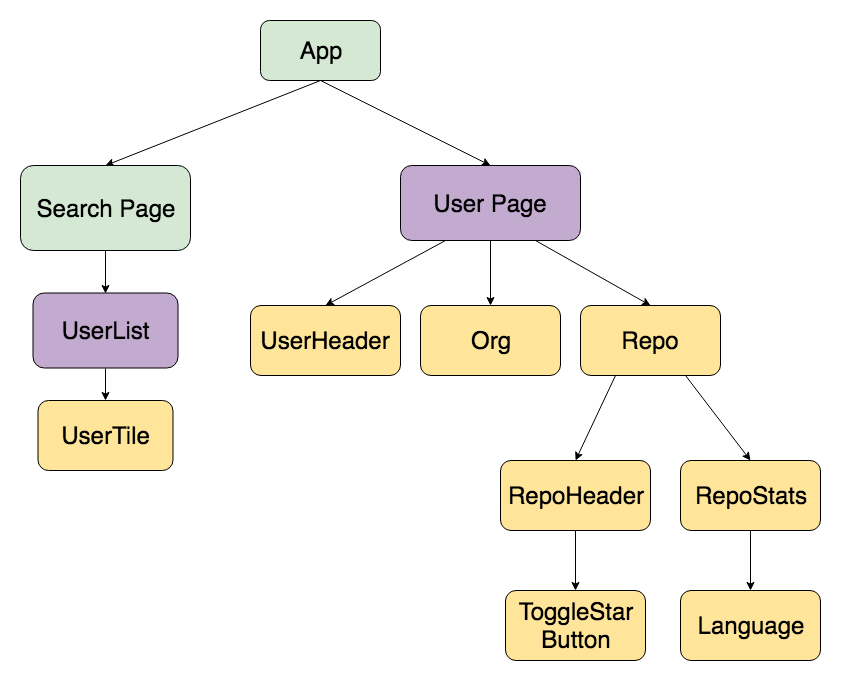 App
Search Page
User Page
UserList
UserHeader
Org
Repo
UserTile
RepoHeader
RepoStats
ToggleStar
Button
Language